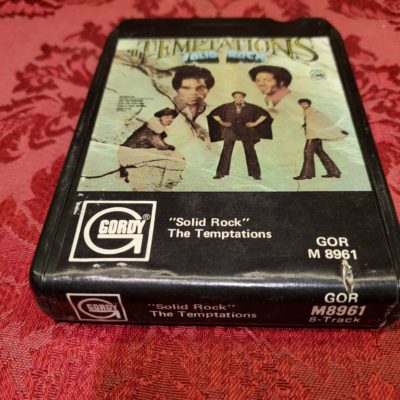 THE
TEMPTATIONS
SOLID ROCK
GORDY®
"Solid Rock"
The Temptations
GOR
M 8961
GORDY
"Solid Rock"
The Temptations
GOR
M8961
8-Track